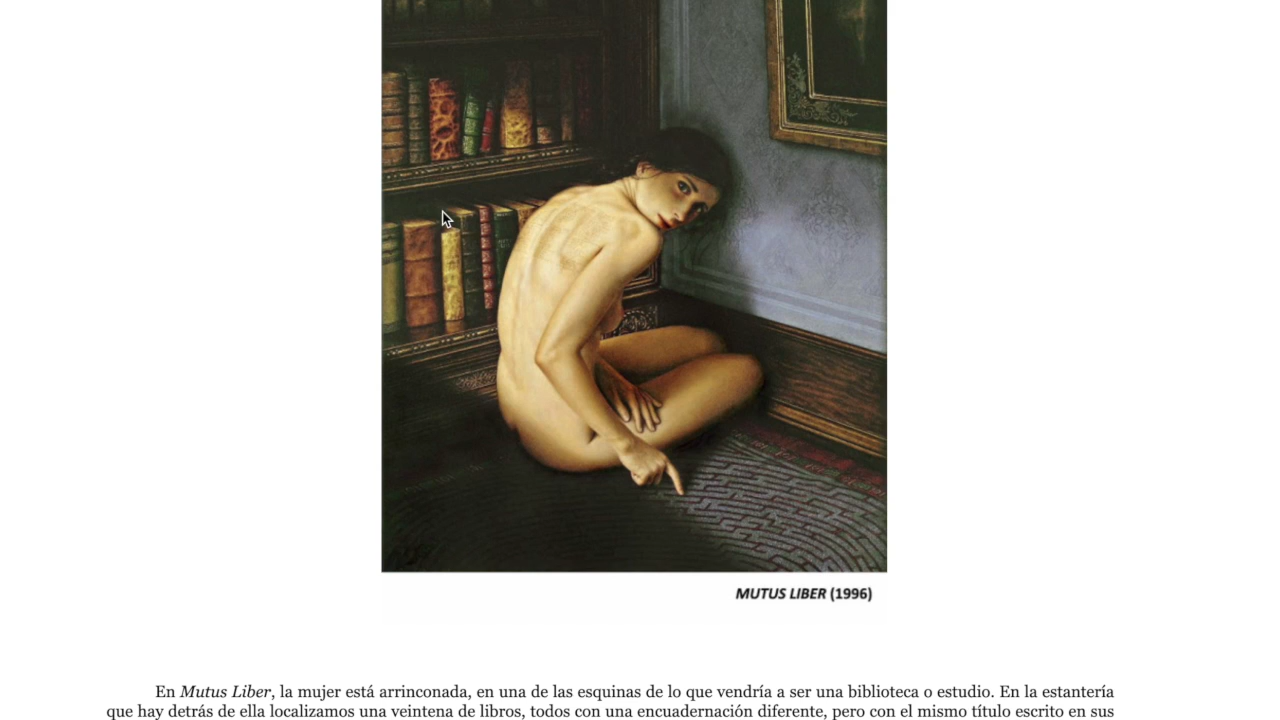 MUTUS LIBER (1996)
En Mutus Liber, la mujer está arrinconada, en una de las esquinas de lo que vendría a ser una biblioteca o estudio. En la estantería
que hay detrás de ella localizamos una veintena de libros, todos con una encuadernación diferente, pero con el mismo título escrito en sus